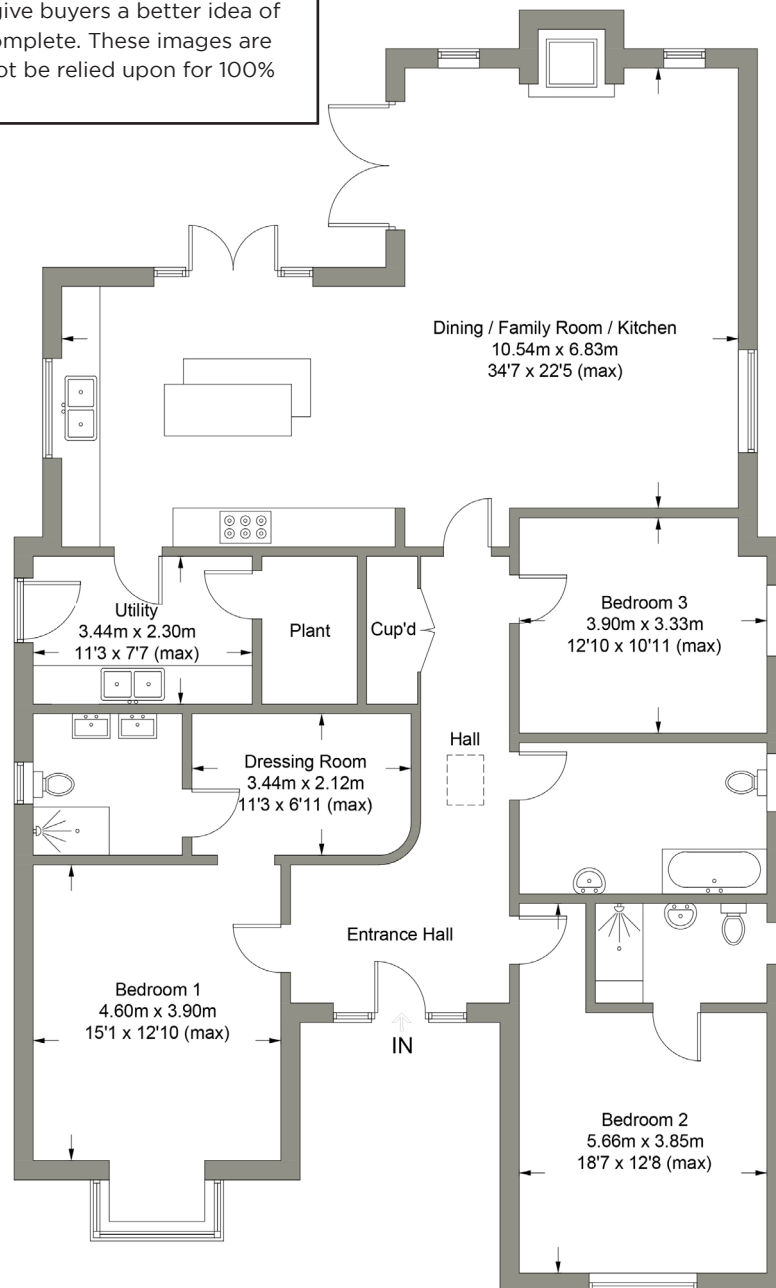 give buyers a better idea of
omplete. These images are
ot be relied upon for 100%
Dining / Family Room / Kitchen
10.54m x 6.83m
34'7 x 22'5 (max)
Utility
3.44m x 2.30m
11'3 x 7'7 (max)
Plant
Cup'd
Bedroom 3
3.90m x 3.33m
12'10 x 10'11 (max)
Hall
Dressing Room
3.44m x 2.12m
11'3 x 6'11 (max)
Entrance Hall
Bedroom 1
4.60m x 3.90m
15'1 x 12'10 (max)
IN
Bedroom 2
5.66m x 3.85m
18'7 x 12'8 (max)